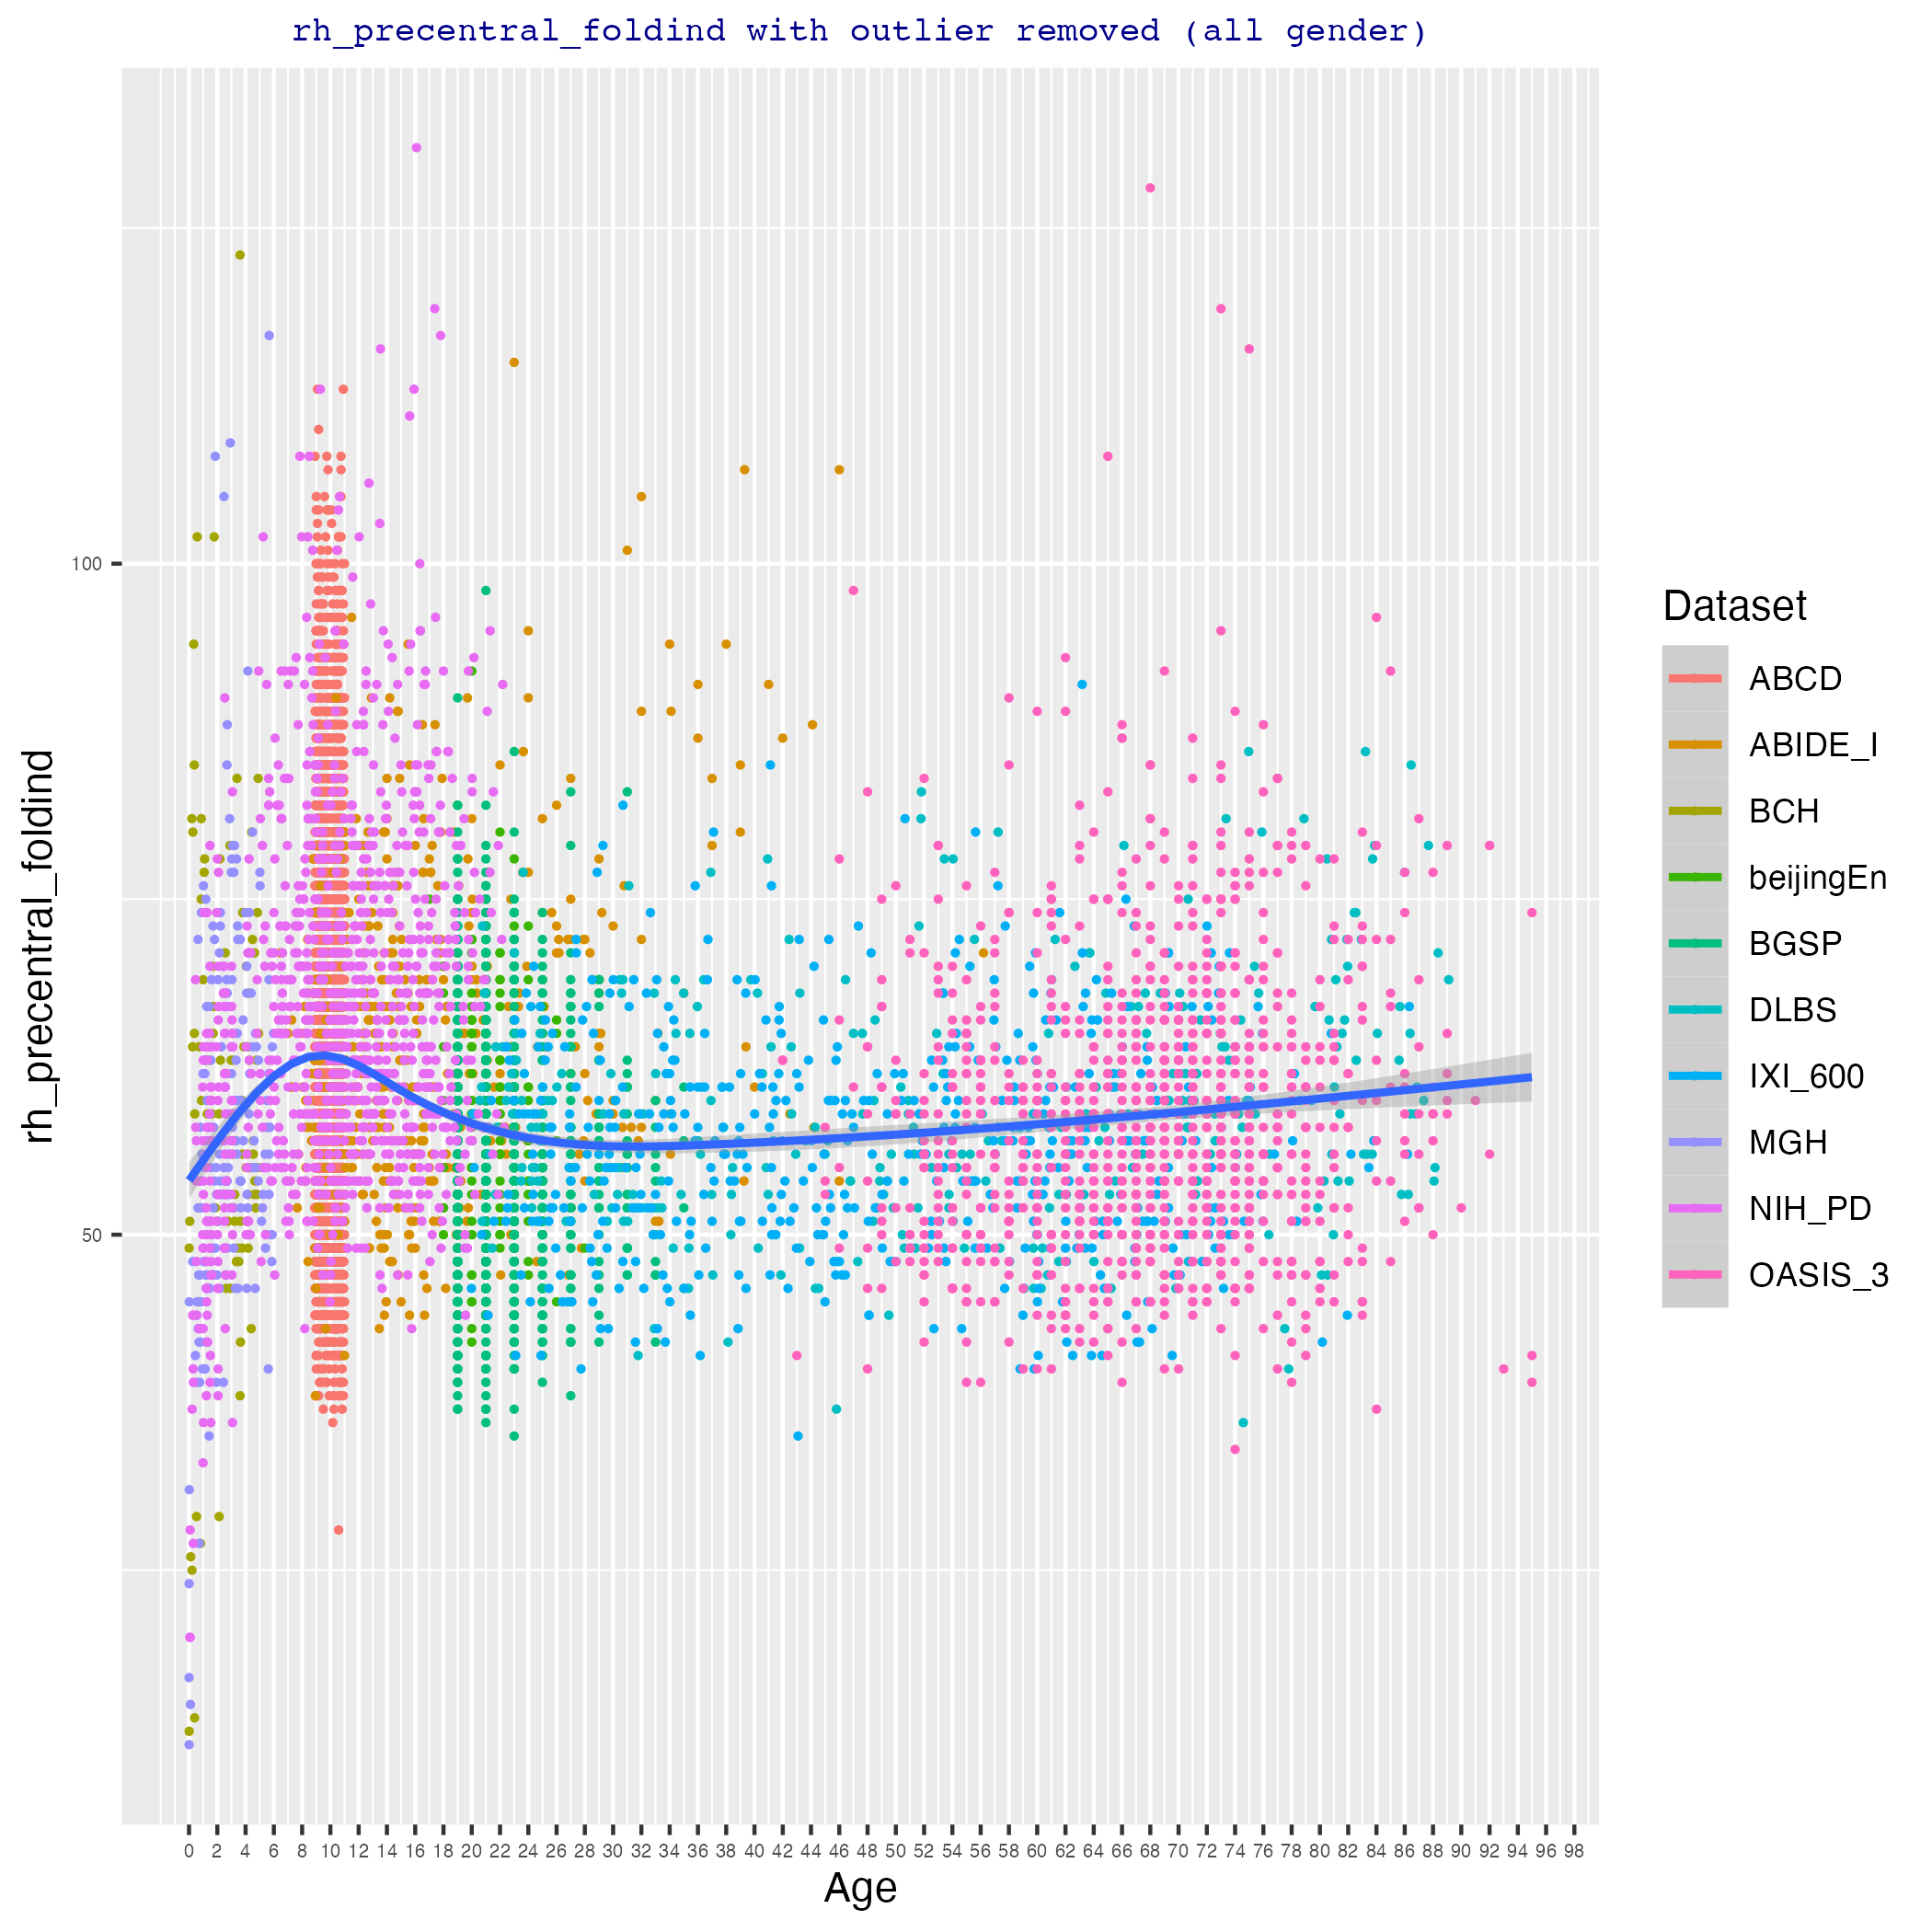 rh_precentral_foldind with outlier removed (all gender)
rh_precentral_foldind
100
50
0 2 4 6 8 10 12 14 16 18 20 22 24 26 28 30 32 34 36 38 40 42 44 46 48 50 52 54 56 58 60 62 64 66 68 70 72 74 76 78 80 82 84 86 88 90 92 94 96 98
Age
Dataset
ABCD
ABIDE_I
BCH
beijingEn
BGSP
DLBS
IXI_600
MGH
NIH_PD
OASIS_3